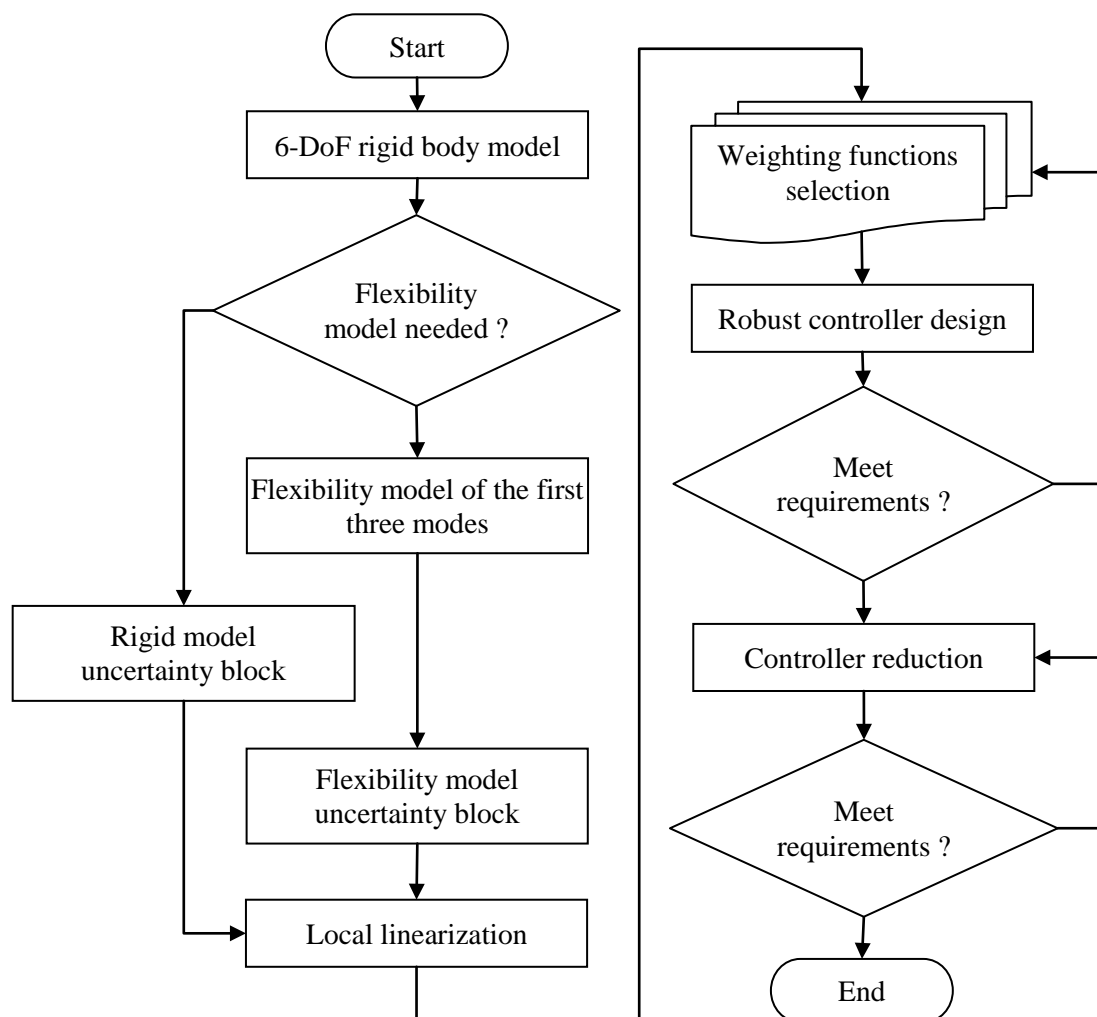 Start
6-DoF rigid body model
Flexibility
model needed ?
Flexibility model of the first
three modes
Rigid model
uncertainty block
Flexibility model
uncertainty block
Local linearization
Weighting functions
selection
Robust controller design
Meet
requirements ?
Controller reduction
Meet
requirements ?
End